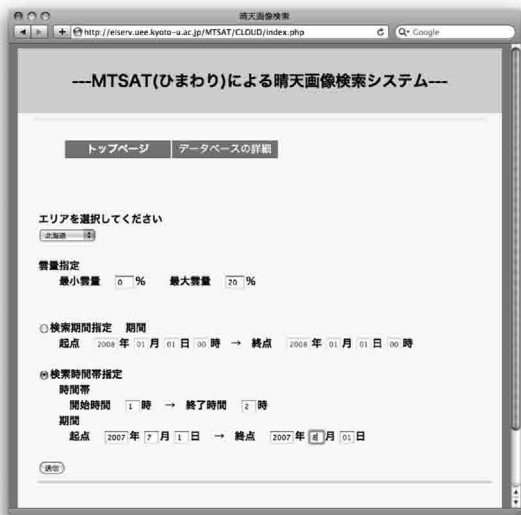 晴天画像検索
http://eiserv.uee.kyoto-u.ac.jp/MTSAT/CLOUD/index.php
Google
---MTSAT(ひまわり)による晴天画像検索システム---
トップページ データベースの詳細
エリアを選択してください
北海道
雲量指定
最小雲量 0 % 最大雲量 20 %
検索期間指定 期間
起点 2008 年 01 月 01 日 00 時 → 終点 2008 年 01 月 01 日 00 時
検索時間帯指定
時間帯
開始時間 1 時 → 終了時間 2 時
期間
起点 2007 年 7 月 1 日 → 終点 2007 年 8 月 01 日
送信